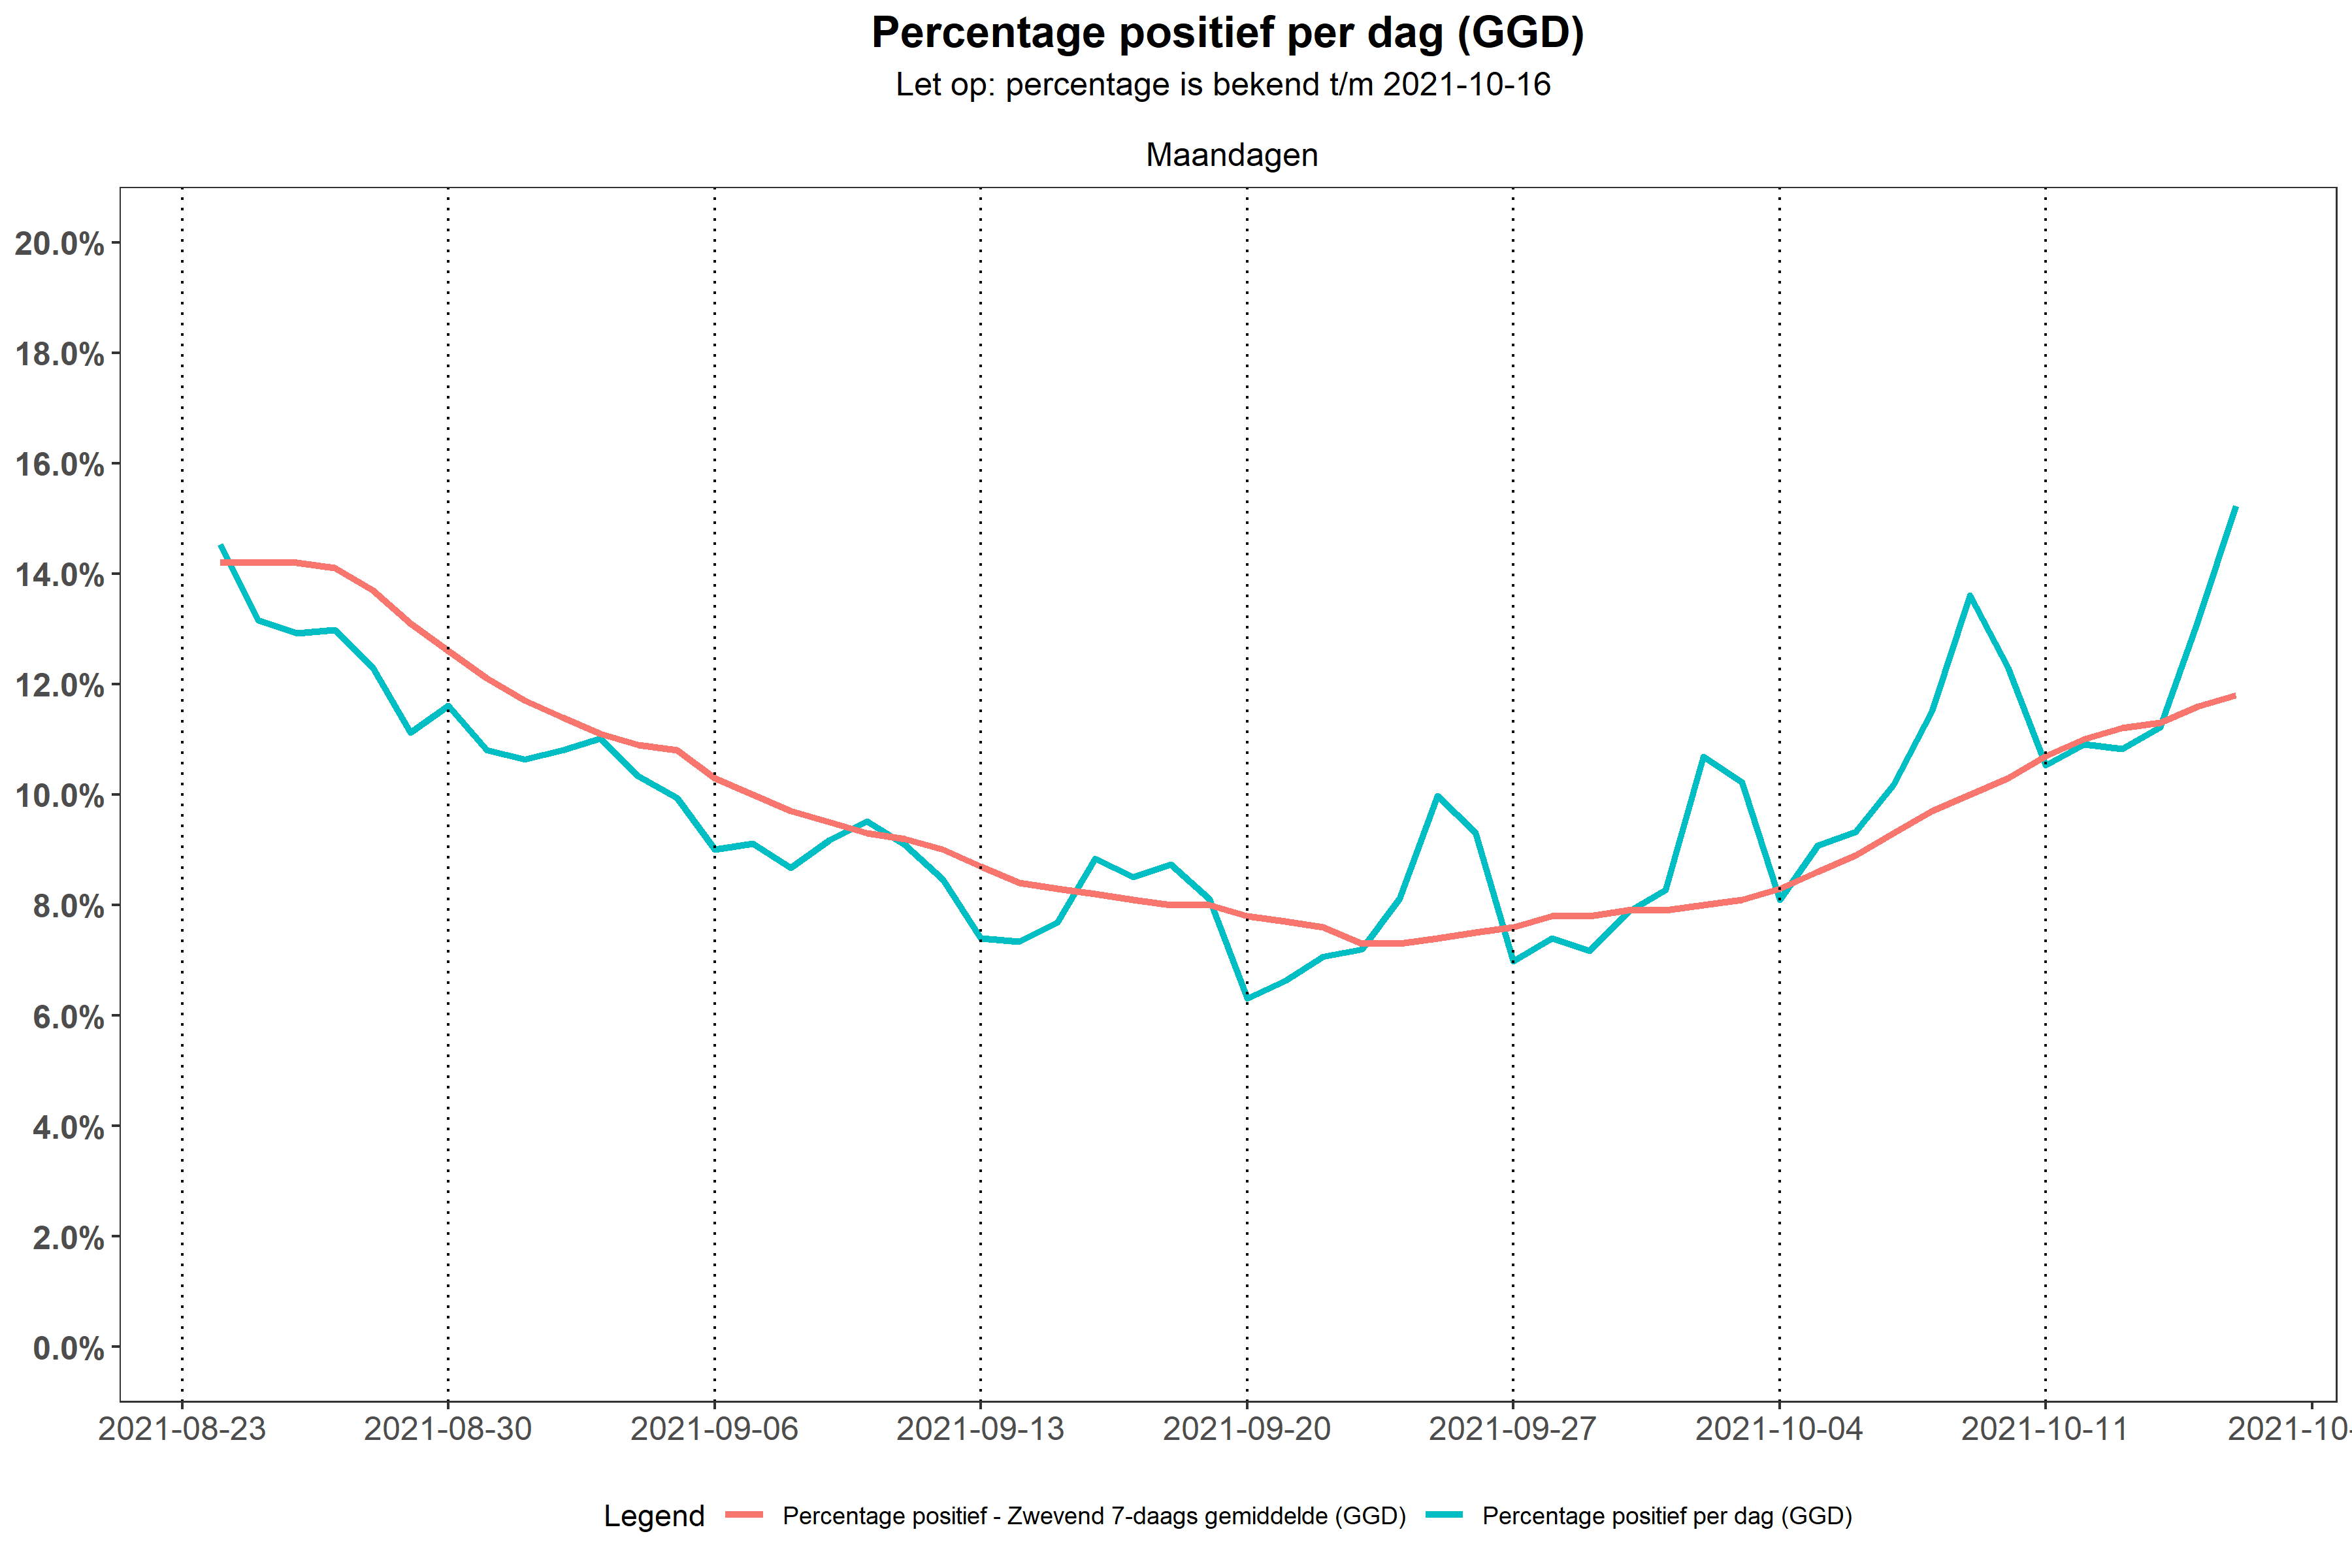 Percentage positief per dag (GGD)
Let op: percentage is bekend t/m 2021-10-16
Maandagen
20.0%
18.0%
16.0%
14.0%
12.0%
10.0%
8.0%
6.0%
4.0%
2.0%
0.0%
2021-08-23 2021-08-30 2021-09-06 2021-09-13 2021-09-20 2021-09-27 2021-10-04 2021-10-11 2021-10-
Legend Percentage positief - Zwevend 7-daags gemiddelde (GGD) Percentage positief per dag (GGD)